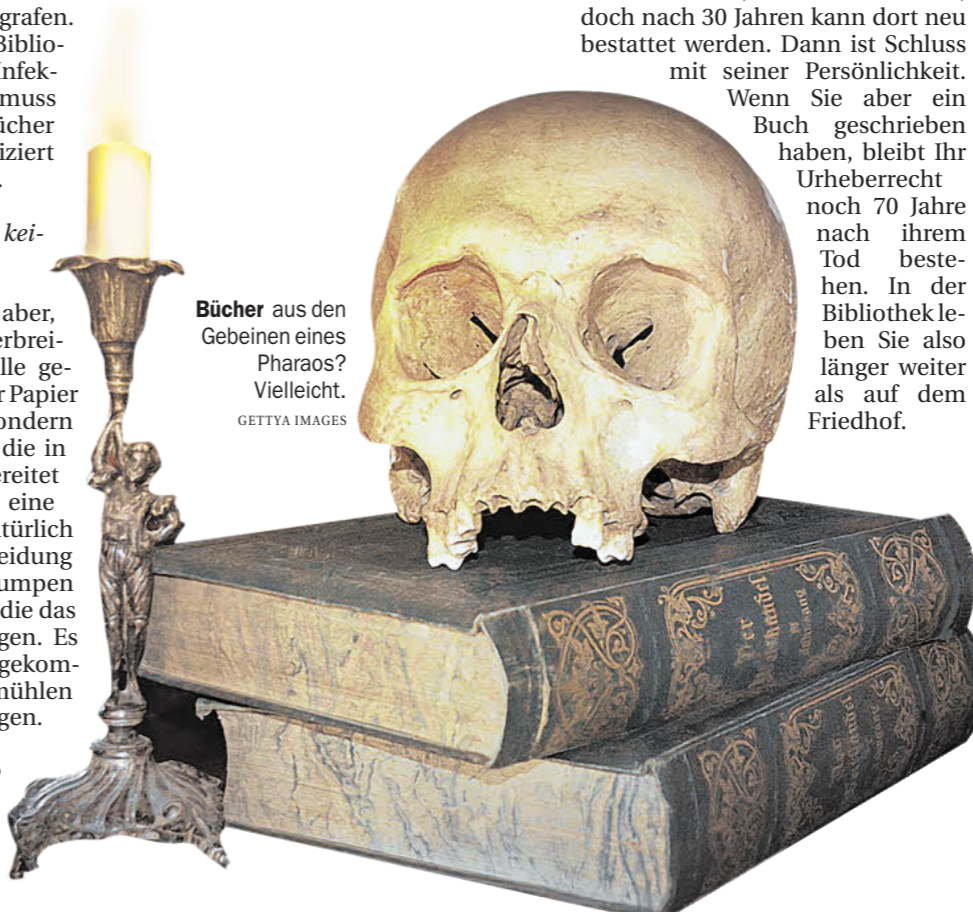 grafen.
Biblio-
Infek-
muss
ücher
iziert
kei-
aber,
erbrei-
lle ge-
r Papier
ondern
die in
ereitet
eine
türlich
eidung
umpen
die das
gen. Es
gekom-
mühlen
gen.
Bücher aus den
Gebeinen eines
Pharaos?
Vielleicht.
GETTYA IMAGES
doch nach 30 Jahren kann dort neu
bestattet werden. Dann ist Schluss
mit seiner Persönlichkeit.
Wenn Sie aber ein
Buch geschrieben
haben, bleibt Ihr
Urheberrecht
noch 70 Jahre
nach ihrem
Tod beste-
hen. In der
Bibliothek le-
ben Sie also
länger weiter
als auf dem
Friedhof.
Der